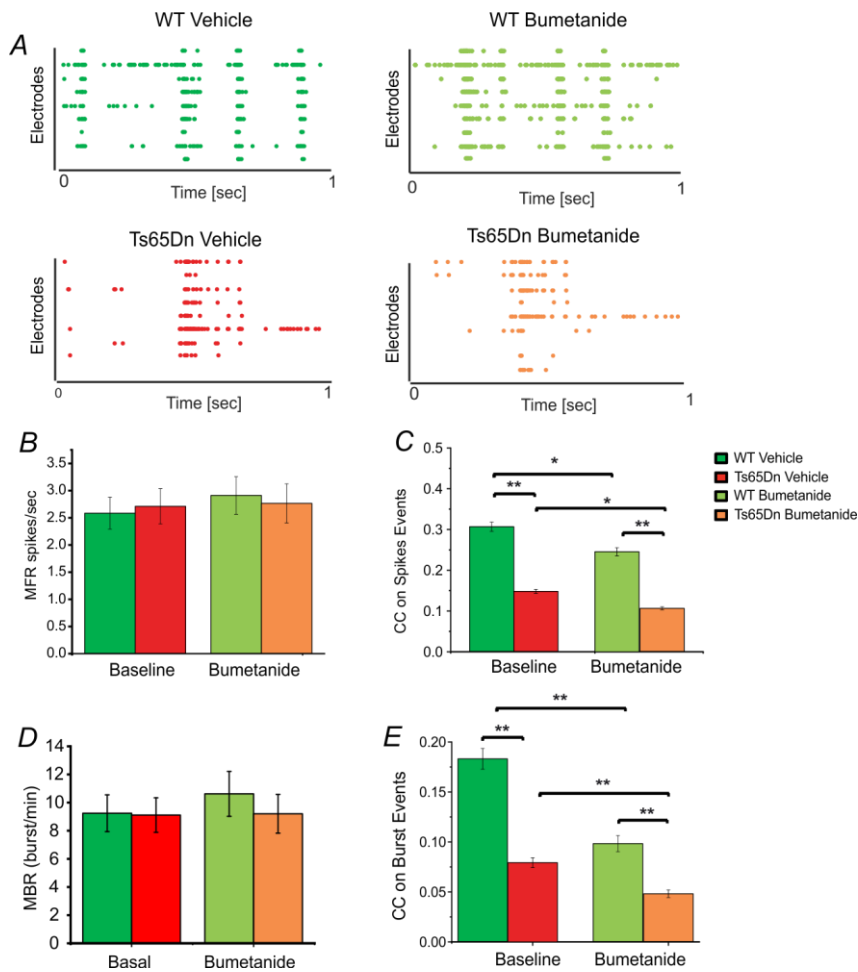 WT Vehicle
WT Bumetanide
A
Electrodes
Electrodes
0
1
Time [sec]
0
1
Time [sec]
Ts65Dn Vehicle
Ts65Dn Bumetanide
Electrodes
Electrodes
0
1
Time [sec]
0
1
Time [sec]
B
MFR spikes/sec
3.5
3.0
2.5
2.0
1.5
1.0
0.5
0.0
Baseline
Bumetanide
C
CC on Spikes Events
0.5
0.4
0.3
0.2
0.1
0.0
*
**
*
**
Baseline
Bumetanide
WT Vehicle
Ts65Dn Vehicle
WT Bumetanide
Ts65Dn Bumetanide
D
MBR (burst/min)
14
12
10
8
6
4
2
0
Basal
Bumetanide
E
CC on Burst Events
0.20
0.15
0.10
0.05
0.00
**
**
**
**
Baseline
Bumetanide